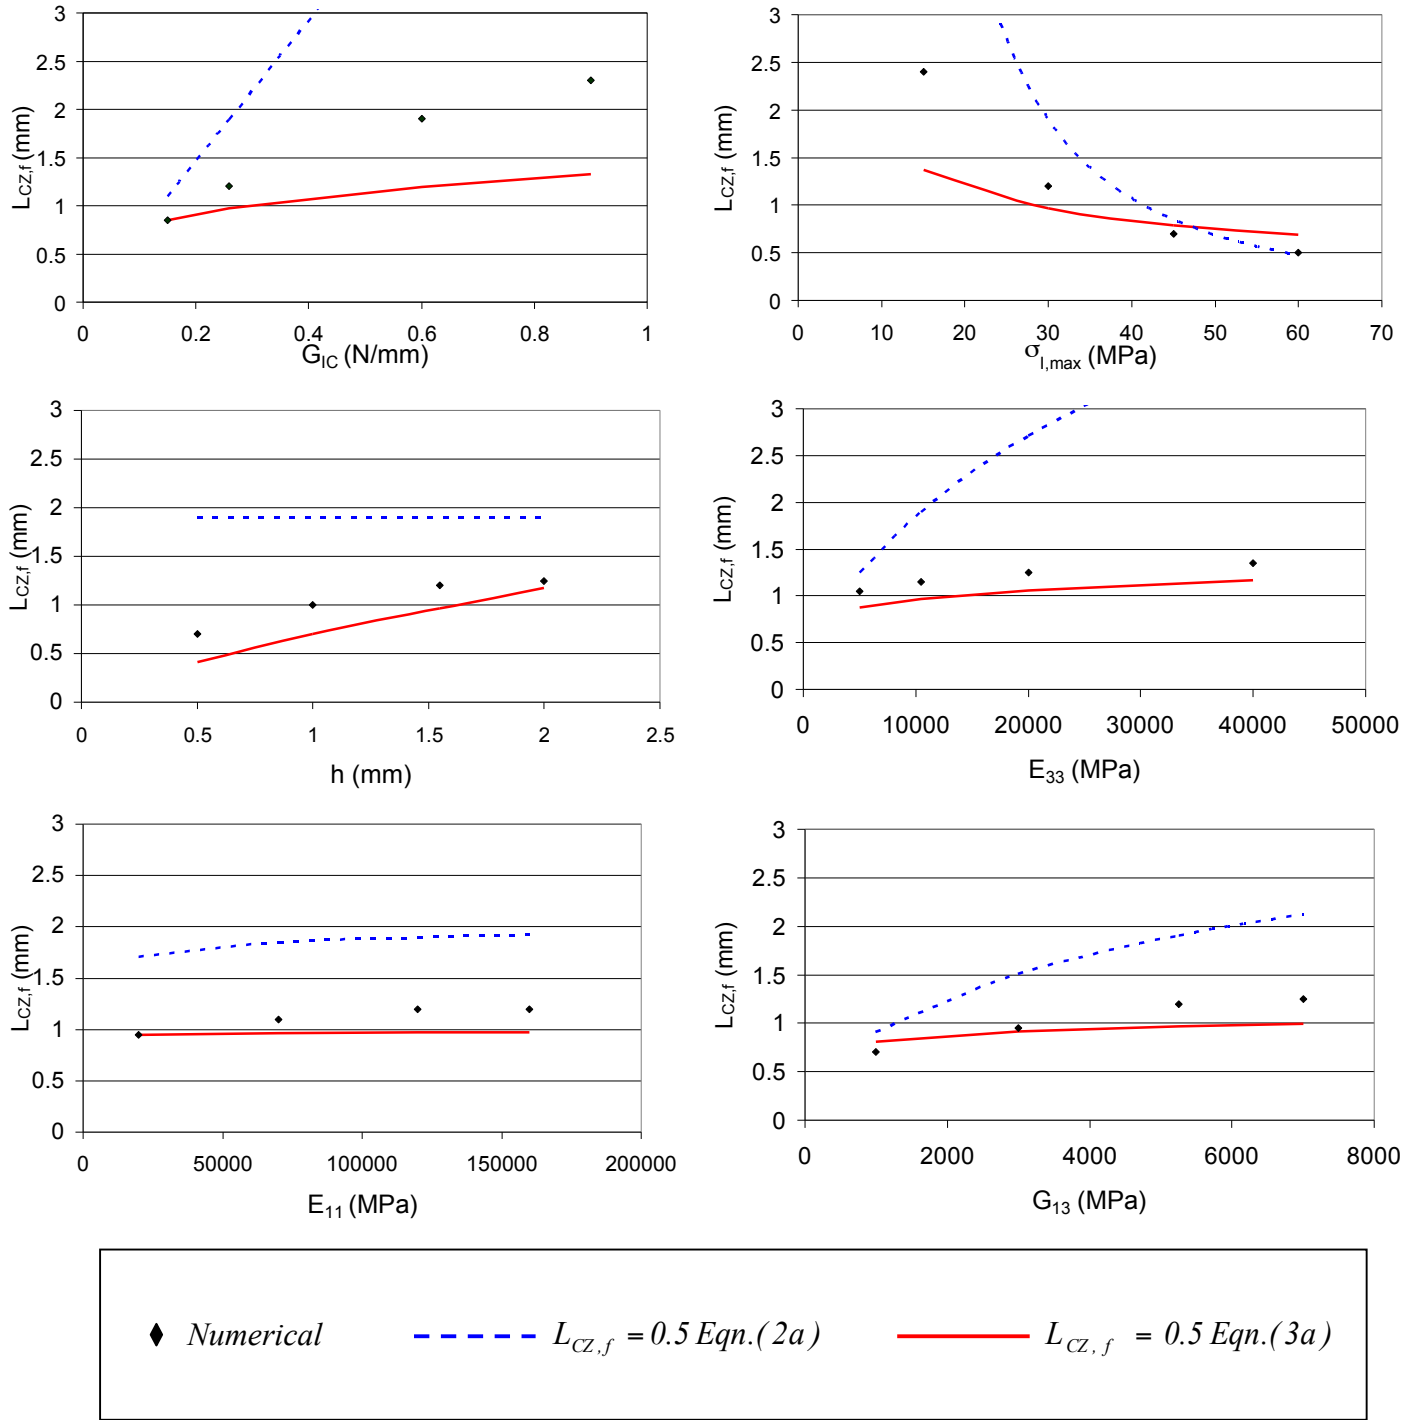 3
2.5
2
1.5
1
0.5
0
0 0.2 0.4 0.6 0.8 1
L_CZ,f (mm)
G_IC (N/mm)
3
2.5
2
1.5
1
0.5
0
0 10 20 30 40 50 60 70
L_CZ,f (mm)
σ_I,max (MPa)
3
2.5
2
1.5
1
0.5
0
0 0.5 1 1.5 2 2.5
L_CZ,f (mm)
h (mm)
3
2.5
2
1.5
1
0.5
0
0 10000 20000 30000 40000 50000
L_CZ,f (mm)
E_33 (MPa)
3
2.5
2
1.5
1
0.5
0
0 50000 100000 150000 200000
L_CZ,f (mm)
E_11 (MPa)
3
2.5
2
1.5
1
0.5
0
0 2000 4000 6000 8000
L_CZ,f (mm)
G_13 (MPa)
Numerical L_CZ,f = 0.5 Eqn.(2a) L_CZ, f = 0.5 Eqn.(3a)